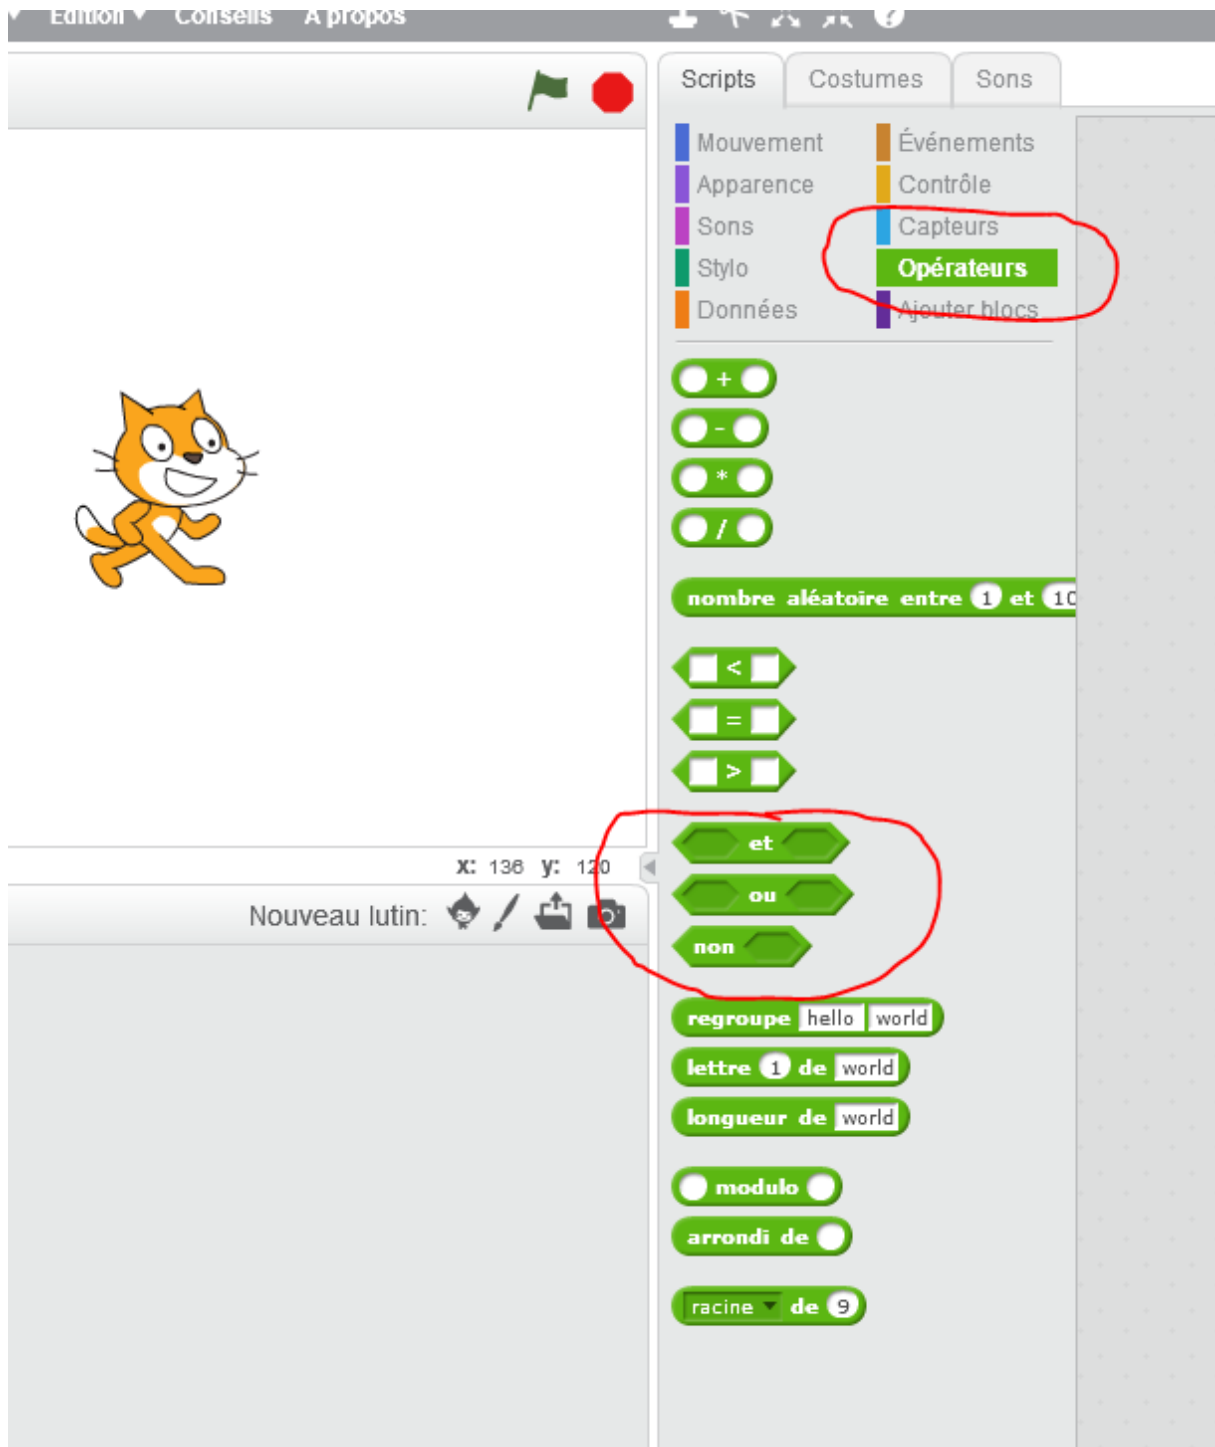 Edition Conseils A propos
Scripts Costumes Sons
Mouvement Événements
Apparence Contrôle
Sons Capteurs
Stylo Opérateurs
Données Ajouter blocs
+
-
*
/
nombre aléatoire entre 1 et 10
<
=
>
et
ou
non
x: 136 y: 120
Nouveau lutin:
regroupe hello world
lettre 1 de world
longueur de world
modulo
arrondi de
racine de 9